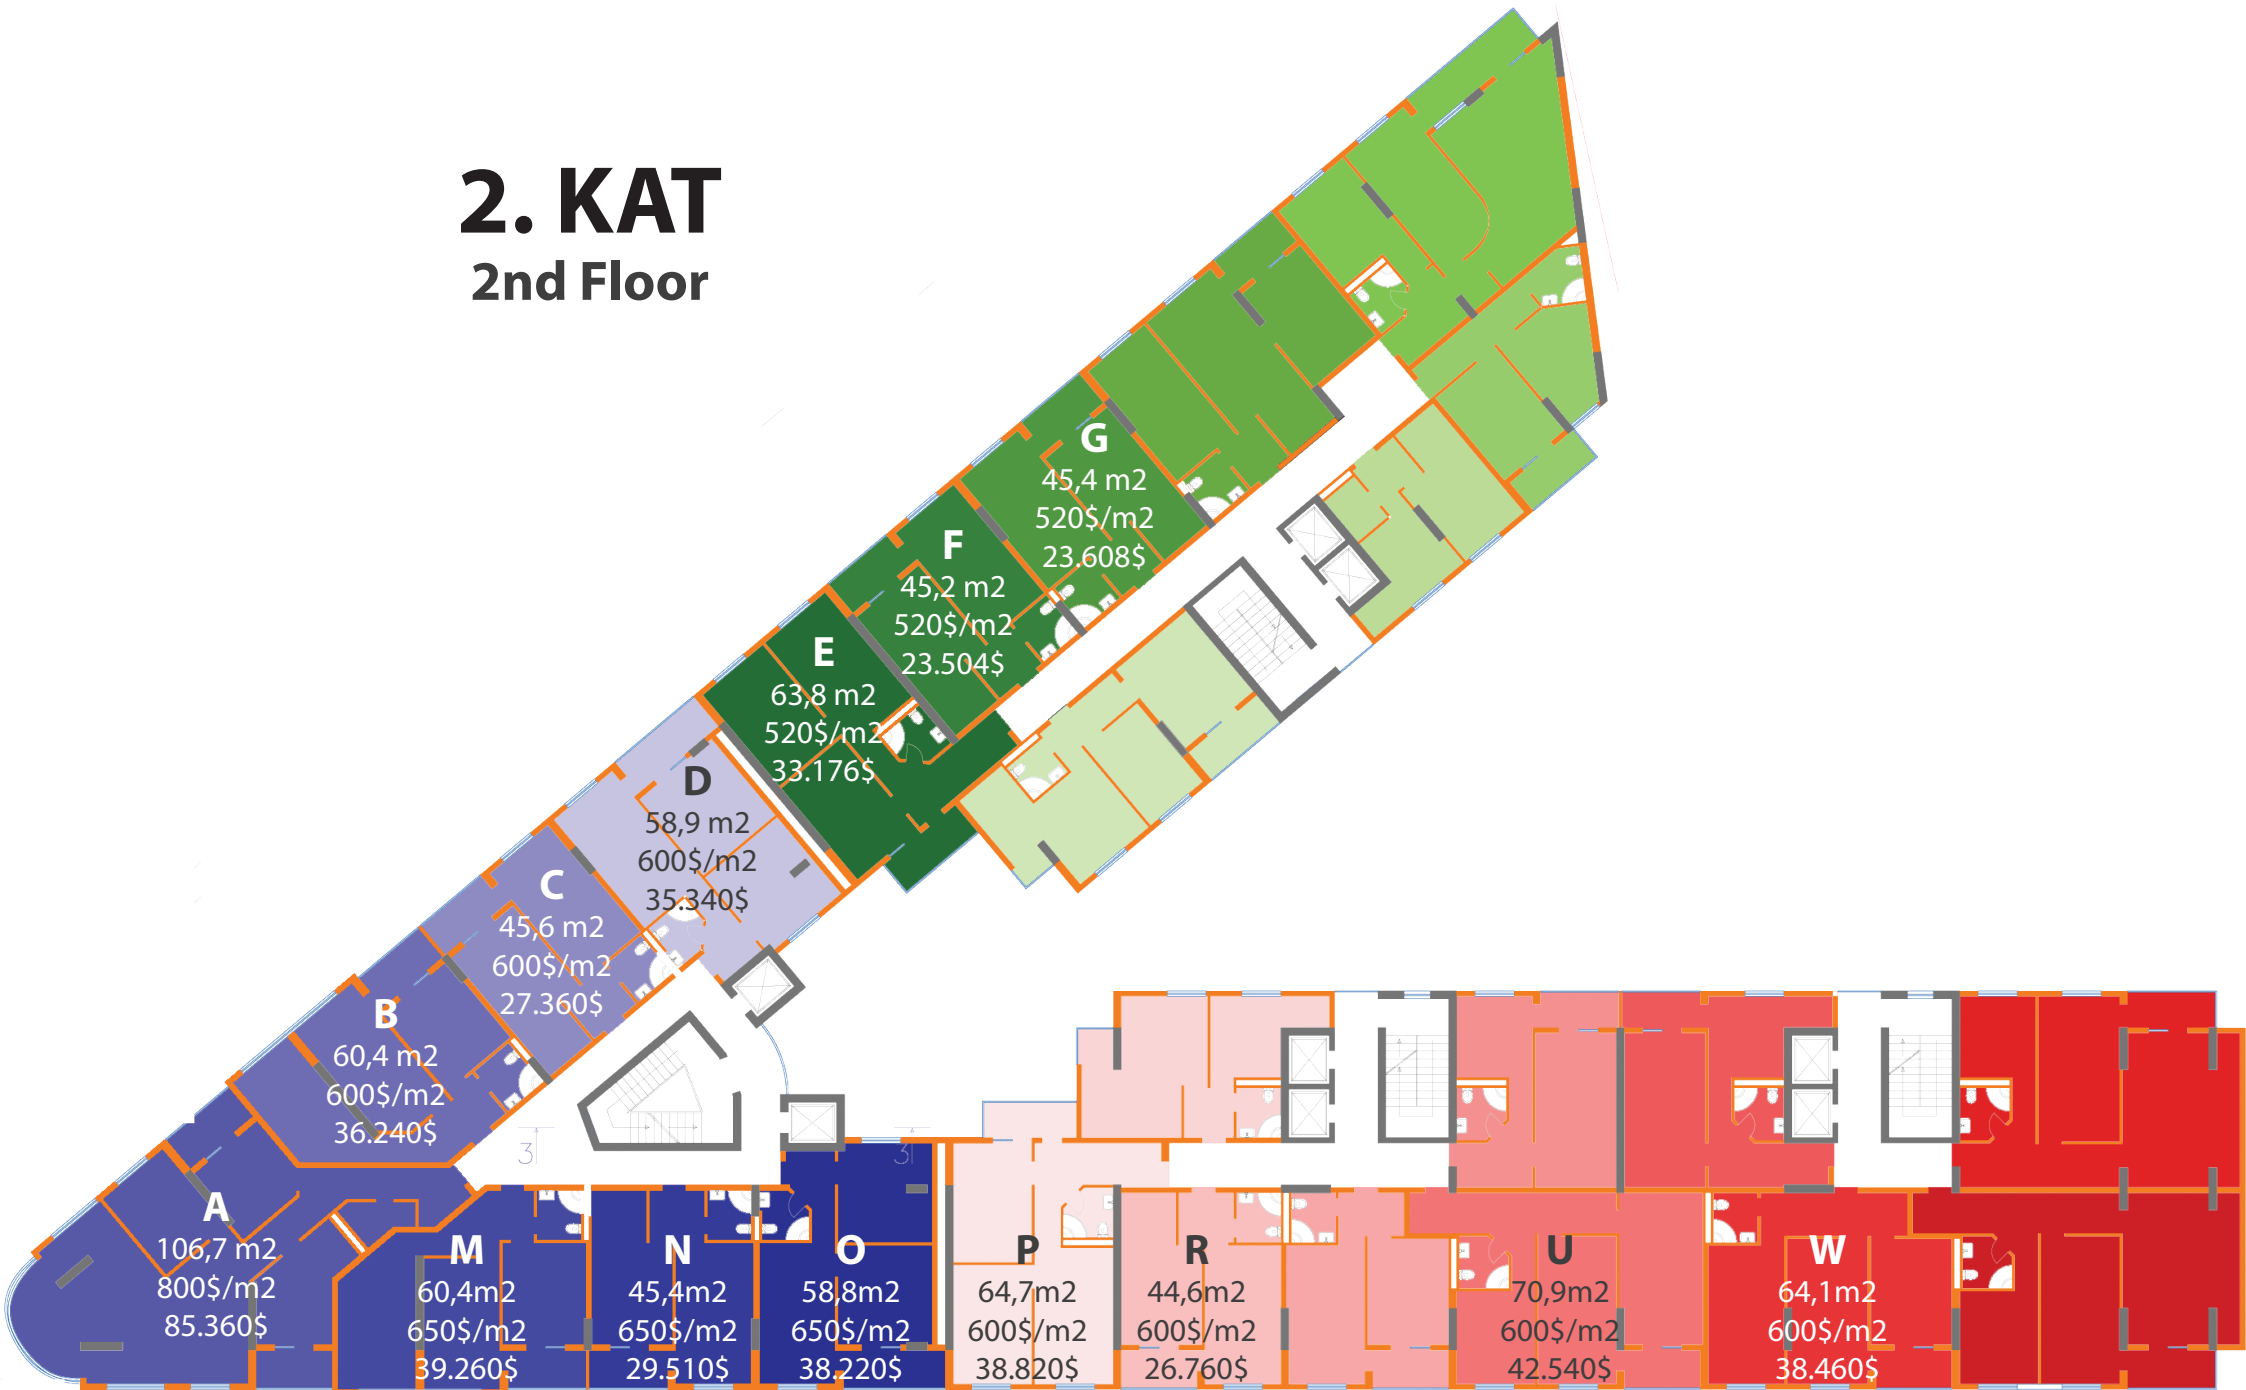 2. KAT
2nd Floor
G
45,4 m2
520$/m2
23.608$
F
45,2 m2
520$/m2
23.504$
E
63,8 m2
520$/m2
33.176$
D
58,9 m2
600$/m2
35.340$
C
45,6 m2
600$/m2
27.360$
B
60,4 m2
600$/m2
36.240$
A
106,7 m2
800$/m2
85.360$
3
3
M
60,4m2
650$/m2
39.260$
N
45,4m2
650$/m2
29.510$
O
58,8m2
650$/m2
38.220$
P
64,7m2
600$/m2
38.820$
R
44,6m2
600$/m2
26.760$
U
70,9m2
600$/m2
42.540$
W
64,1m2
600$/m2
38.460$